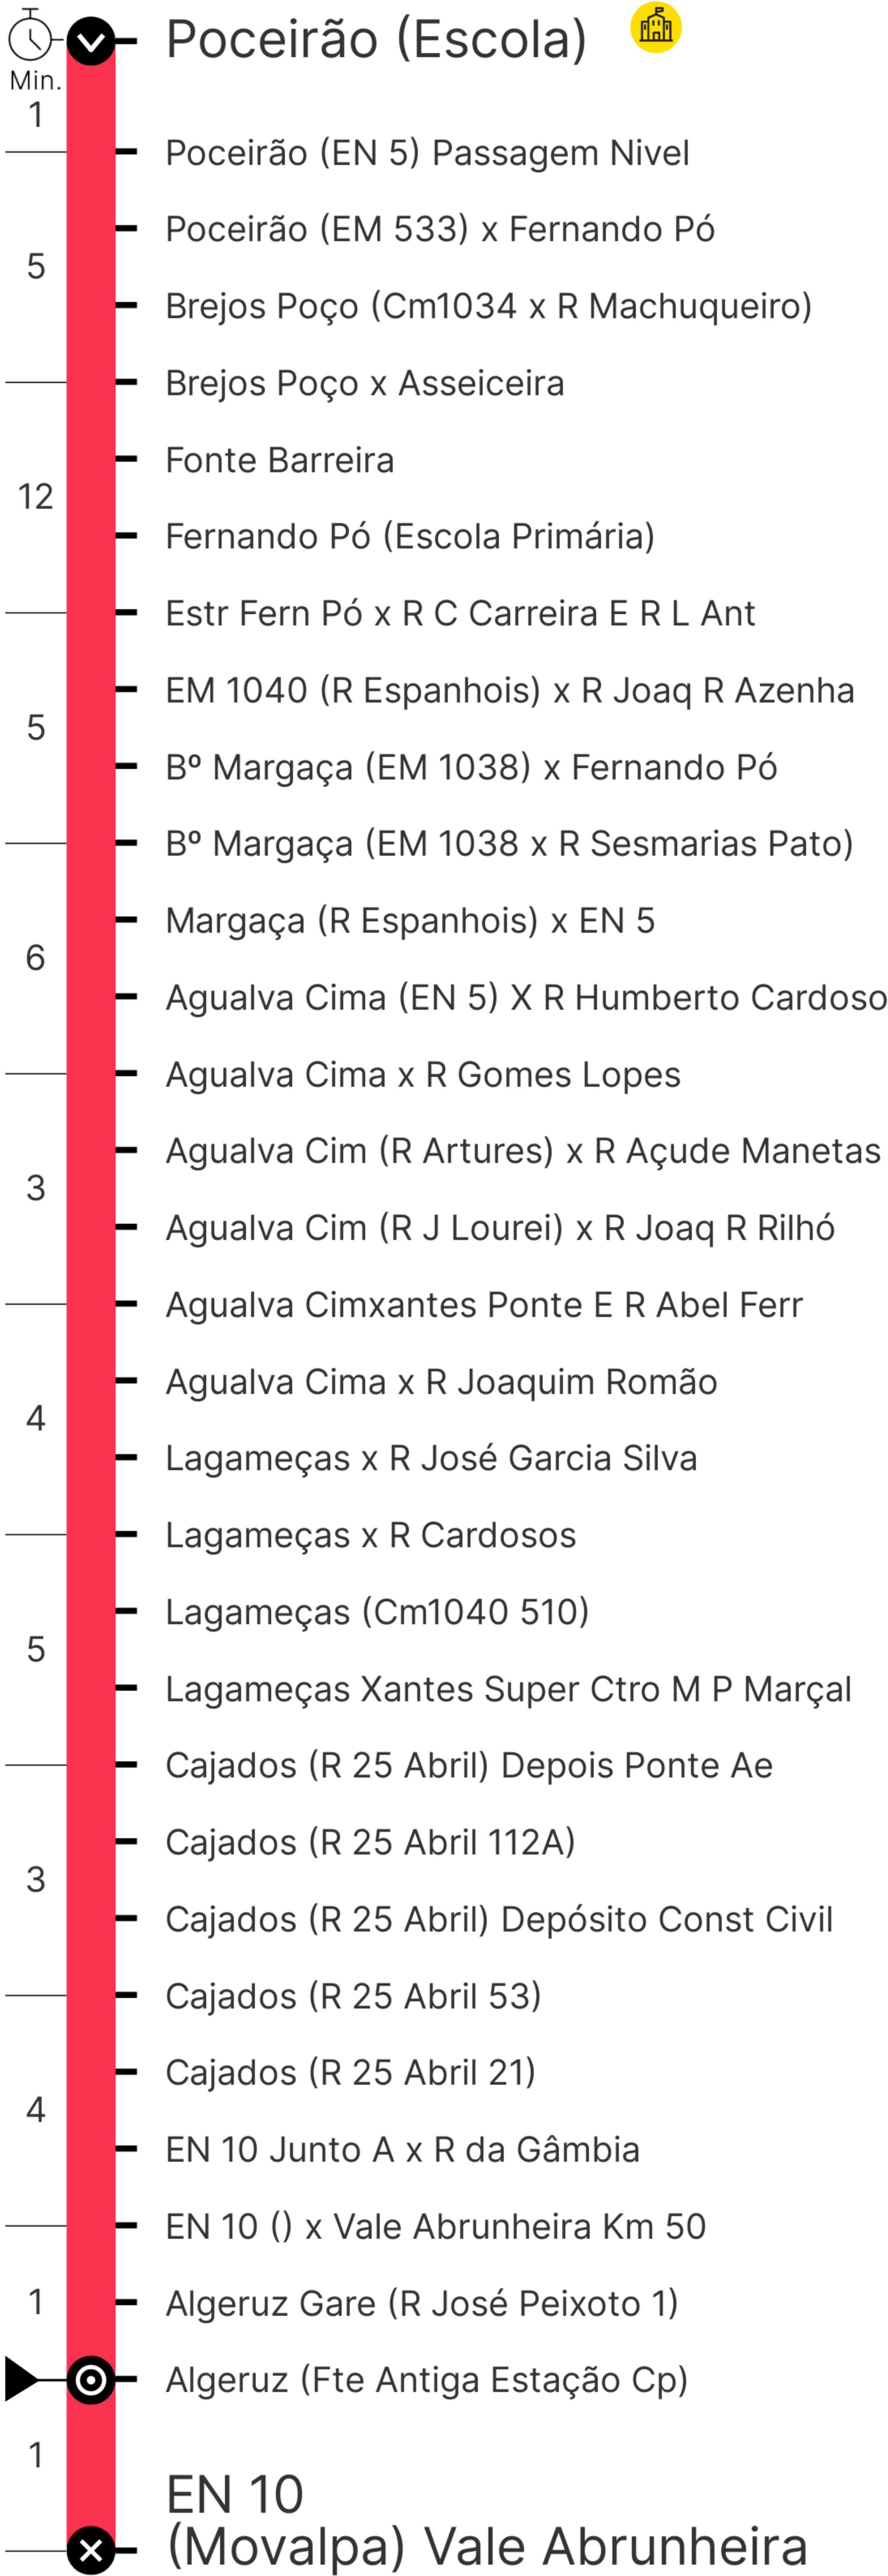 Poceirão (Escola)
Min.
1
Poceirão (EN 5) Passagem Nivel
Poceirão (EM 533) x Fernando Pó
5
Brejos Poço (Cm1034 x R Machuqueiro)
Brejos Poço x Asseiceira
Fonte Barreira
12
Fernando Pó (Escola Primária)
Estr Fern Pó x R C Carreira E R L Ant
EM 1040 (R Espanhois) x R Joaq R Azenha
5
Bº Margaça (EM 1038) x Fernando Pó
Bº Margaça (EM 1038 x R Sesmarias Pato)
Margaça (R Espanhois) x EN 5
6
Agualva Cima (EN 5) X R Humberto Cardoso
Agualva Cima x R Gomes Lopes
Agualva Cim (R Artures) x R Açude Manetas
3
Agualva Cim (R J Lourei) x R Joaq R Rilhó
Agualva Cimxantes Ponte E R Abel Ferr
Agualva Cima x R Joaquim Romão
4
Lagameças x R José Garcia Silva
Lagameças x R Cardosos
Lagameças (Cm1040 510)
5
Lagameças Xantes Super Ctro M P Marçal
Cajados (R 25 Abril) Depois Ponte Ae
Cajados (R 25 Abril 112A)
3
Cajados (R 25 Abril) Depósito Const Civil
Cajados (R 25 Abril 53)
Cajados (R 25 Abril 21)
4
EN 10 Junto A x R da Gâmbia
EN 10 () x Vale Abrunheira Km 50
1
Algeruz Gare (R José Peixoto 1)
Algeruz (Fte Antiga Estação Cp)
1
EN 10
(Movalpa) Vale Abrunheira